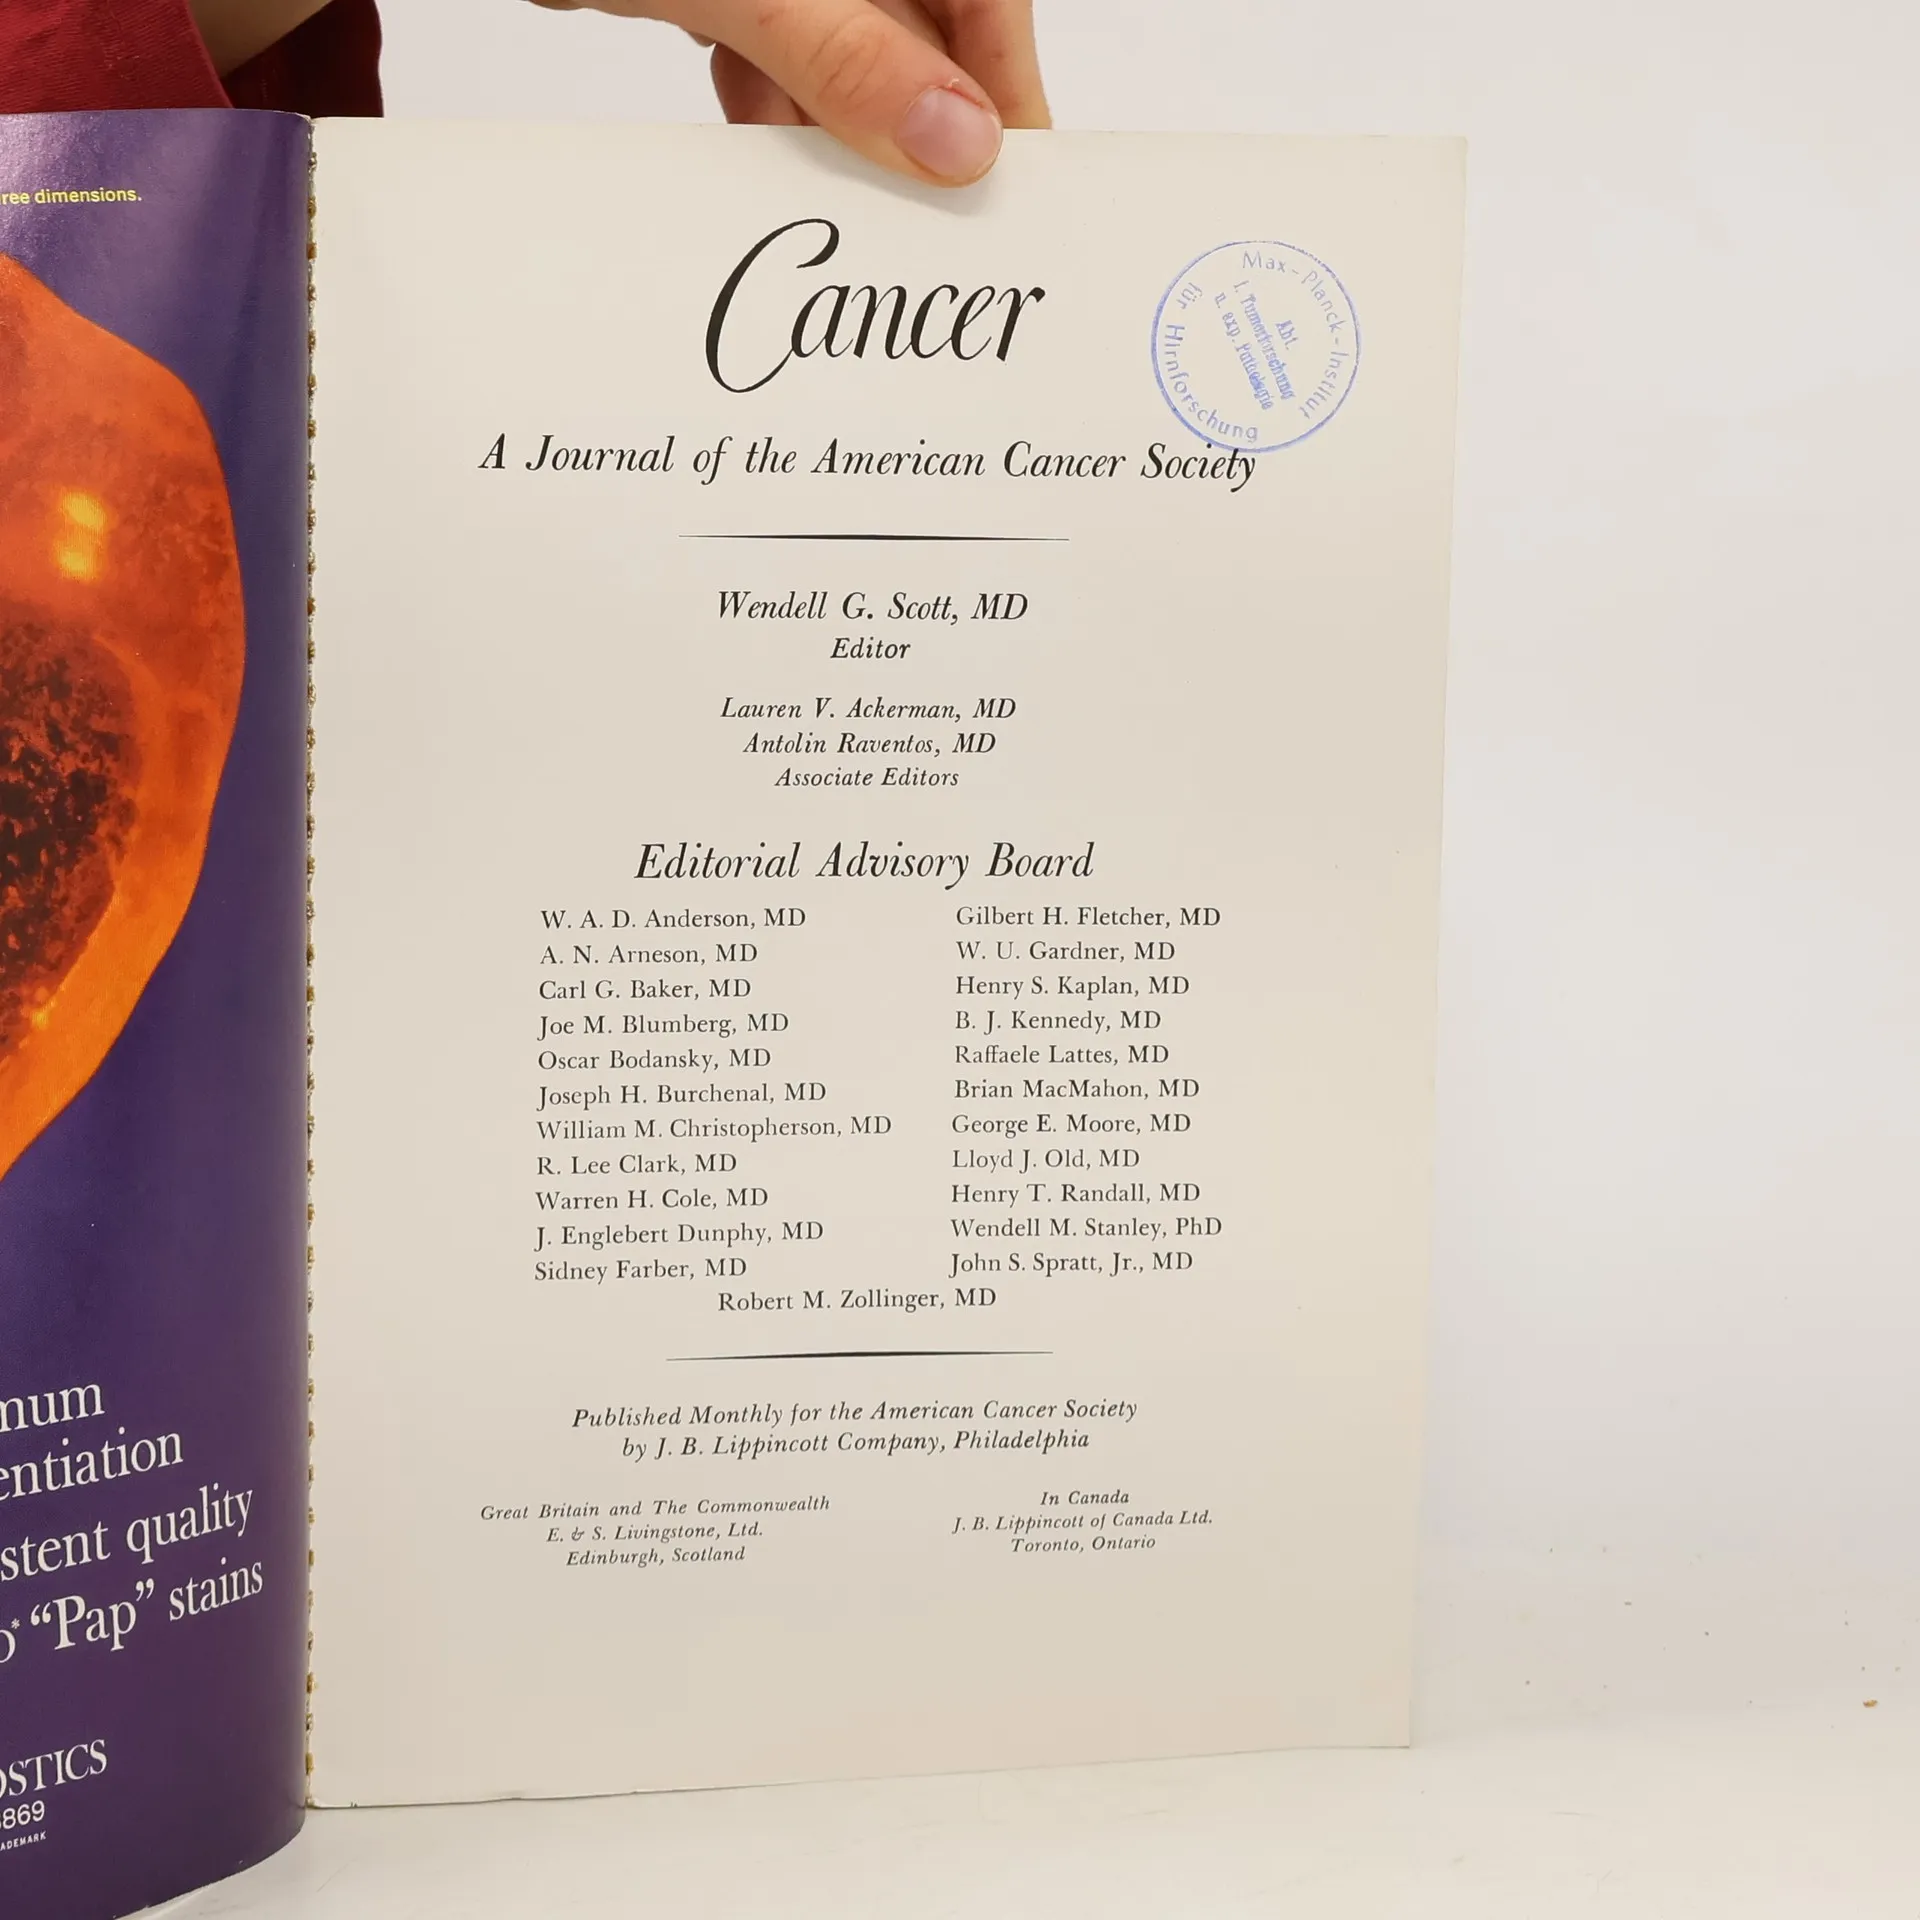 ree dimensions.
mum
entiation
stent quality
o* “Pap” stains
OSTICS
869
ADEMARK
Cancer
Max-Planck-Institut
für Hirnforschung
Abt.
f. Tumorforschung
u. exp. Pathologie
A Journal of the American Cancer Society
Wendell G. Scott, MD
Editor
Lauren V. Ackerman, MD
Antolin Raventos, MD
Associate Editors
Editorial Advisory Board
W. A. D. Anderson, MD
A. N. Arneson, MD
Carl G. Baker, MD
Joe M. Blumberg, MD
Oscar Bodansky, MD
Joseph H. Burchenal, MD
William M. Christopherson, MD
R. Lee Clark, MD
Warren H. Cole, MD
J. Englebert Dunphy, MD
Sidney Farber, MD
Gilbert H. Fletcher, MD
W. U. Gardner, MD
Henry S. Kaplan, MD
B. J. Kennedy, MD
Raffaele Lattes, MD
Brian MacMahon, MD
George E. Moore, MD
Lloyd J. Old, MD
Henry T. Randall, MD
Wendell M. Stanley, PhD
John S. Spratt, Jr., MD
Robert M. Zollinger, MD
Published Monthly for the American Cancer Society
by J. B. Lippincott Company, Philadelphia
Great Britain and The Commonwealth
E. & S. Livingstone, Ltd.
Edinburgh, Scotland
In Canada
J. B. Lippincott of Canada Ltd.
Toronto, Ontario